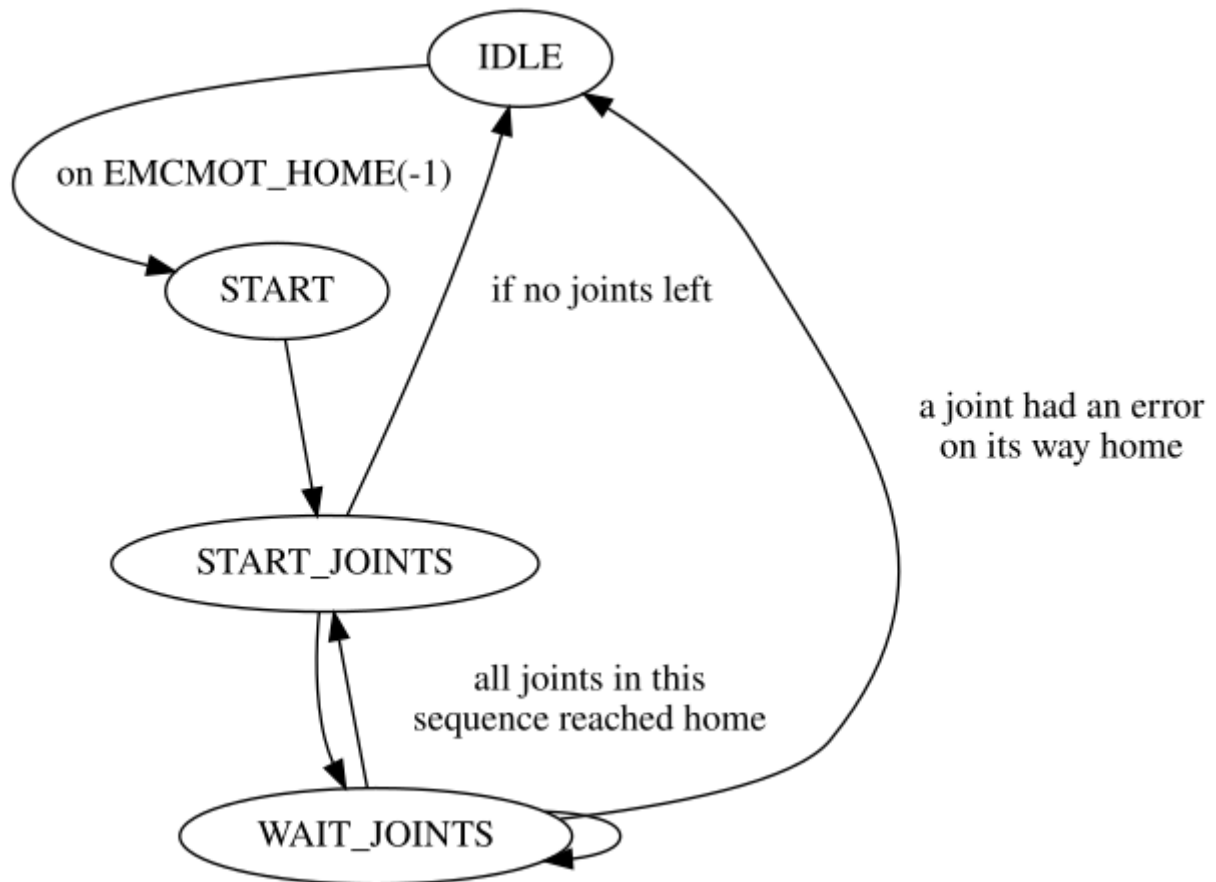 IDLE
on EMCMOT_HOME(-1)
START
if no joints left
a joint had an error
on its way home
START_JOINTS
all joints in this
sequence reached home
WAIT_JOINTS